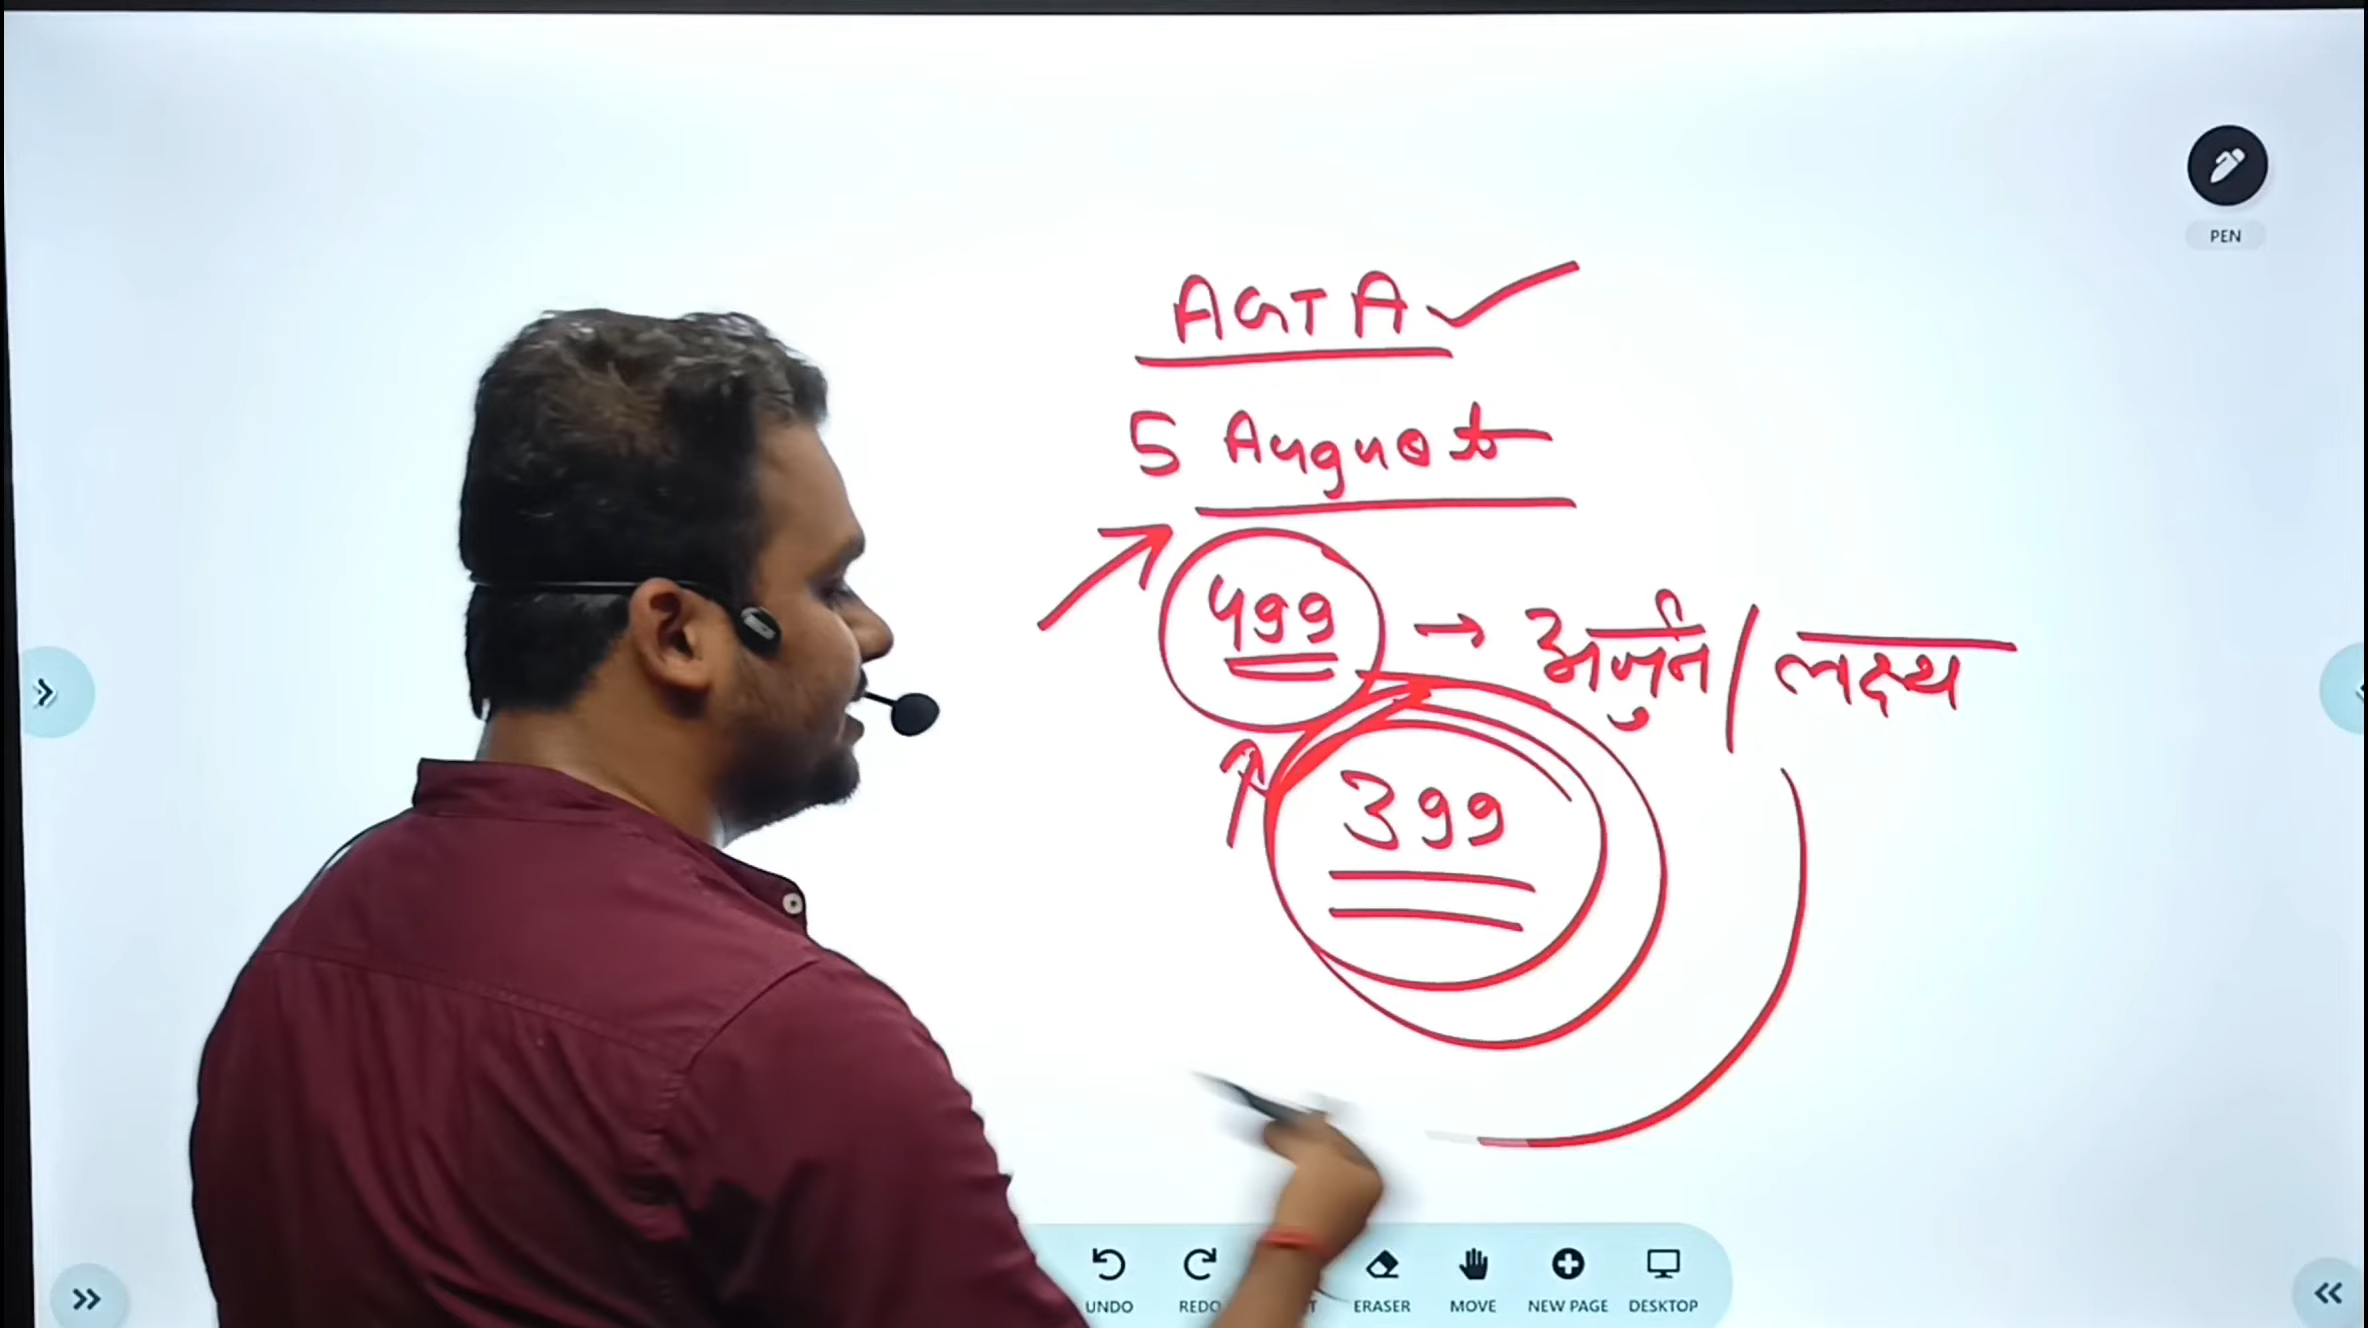 PEN
AGTA
5 August
499 → अर्जुन / लक्ष्य
399
UNDO REDO ERASER MOVE NEW PAGE DESKTOP